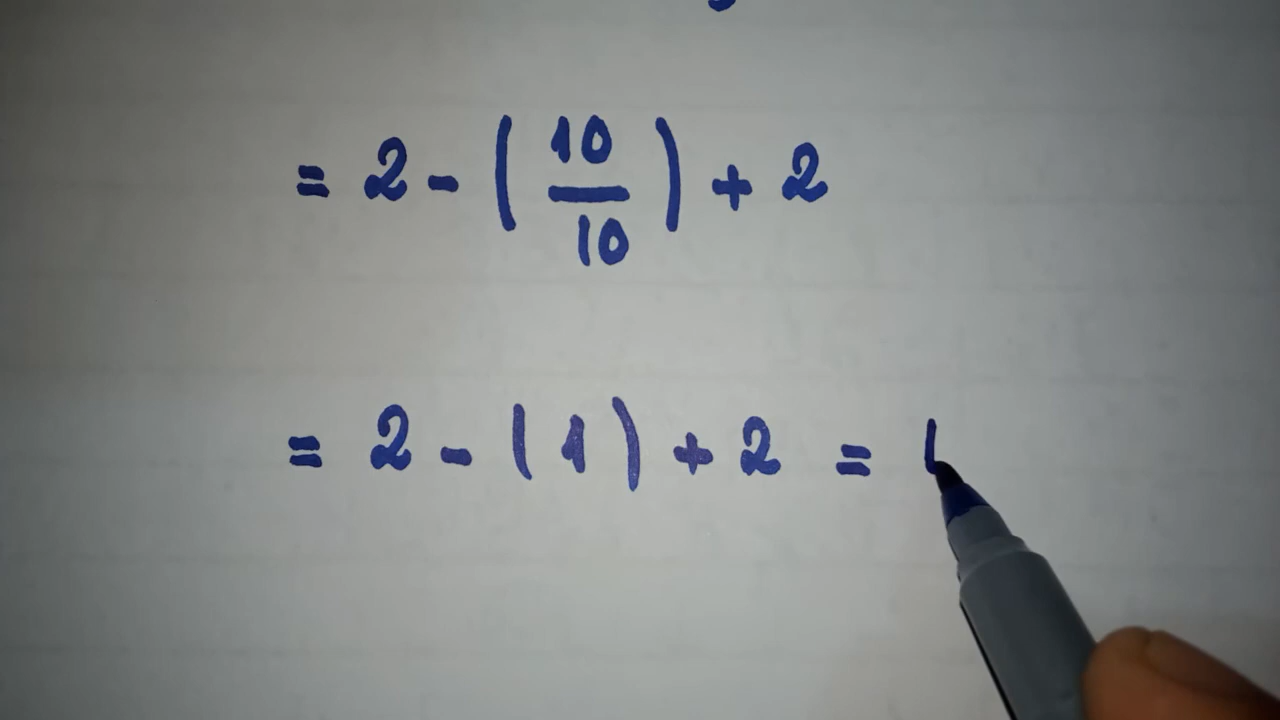 = 2 - ( 10/10 ) + 2
= 2 - ( 1 ) + 2 =